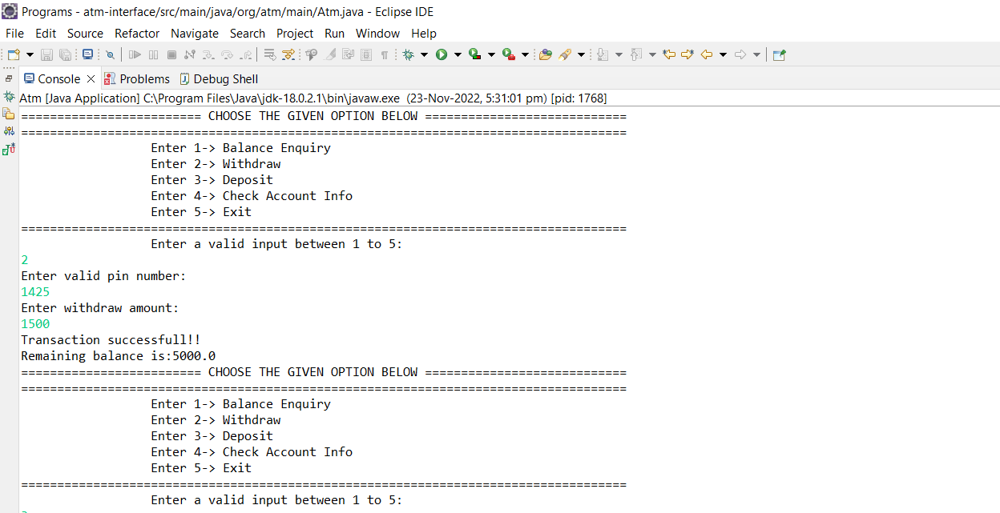 Programs - atm-interface/src/main/java/org/atm/main/Atm.java - Eclipse IDE
File Edit Source Refactor Navigate Search Project Run Window Help
Console Problems Debug Shell
Atm [Java Application] C:\Program Files\Java\jdk-18.0.2.1\bin\javaw.exe (23-Nov-2022, 5:31:01 pm) [pid: 1768]
========================= CHOOSE THE GIVEN OPTION BELOW ============================
====================================================================================
Enter 1-> Balance Enquiry
Enter 2-> Withdraw
Enter 3-> Deposit
Enter 4-> Check Account Info
Enter 5-> Exit
====================================================================================
Enter a valid input between 1 to 5:
2
Enter valid pin number:
1425
Enter withdraw amount:
1500
Transaction successfull!!
Remaining balance is:5000.0
========================= CHOOSE THE GIVEN OPTION BELOW ============================
====================================================================================
Enter 1-> Balance Enquiry
Enter 2-> Withdraw
Enter 3-> Deposit
Enter 4-> Check Account Info
Enter 5-> Exit
====================================================================================
Enter a valid input between 1 to 5: